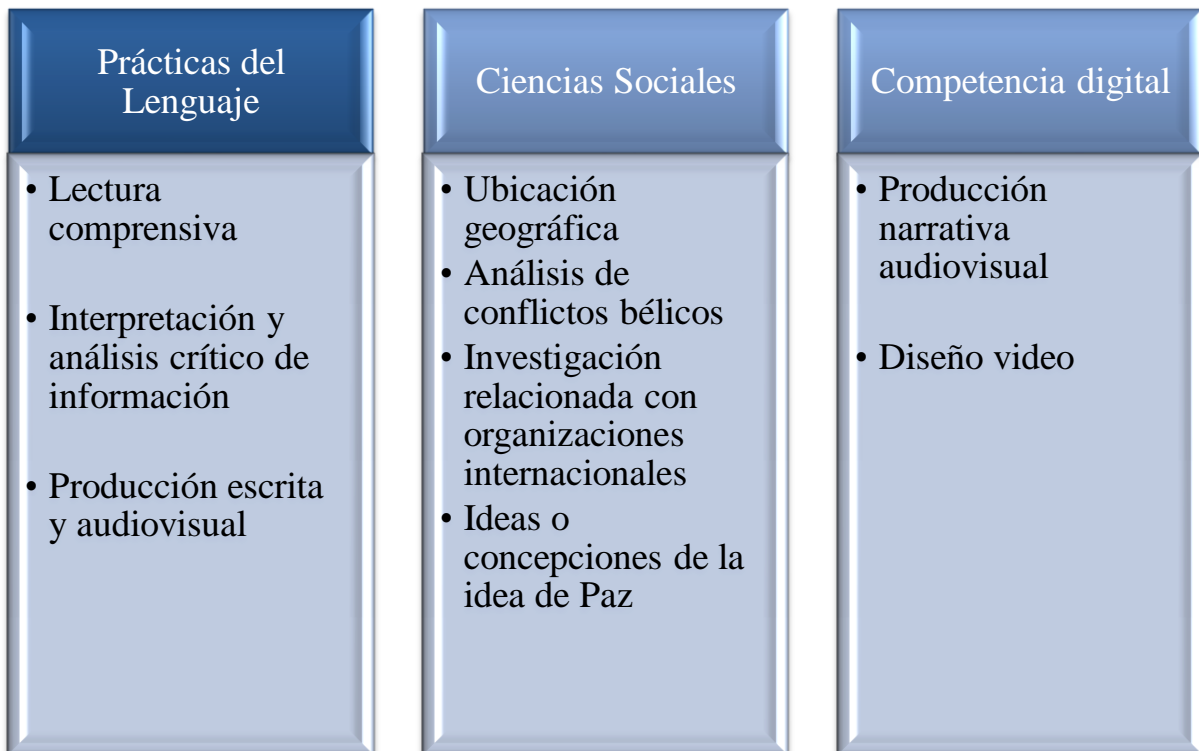 Prácticas del
Lenguaje
• Lectura
comprensiva
• Interpretación y
análisis crítico de
información
• Producción escrita
y audiovisual
Ciencias Sociales
• Ubicación
geográfica
• Análisis de
conflictos bélicos
• Investigación
relacionada con
organizaciones
internacionales
• Ideas o
concepciones de la
idea de Paz
Competencia digital
• Producción
narrativa
audiovisual
• Diseño video